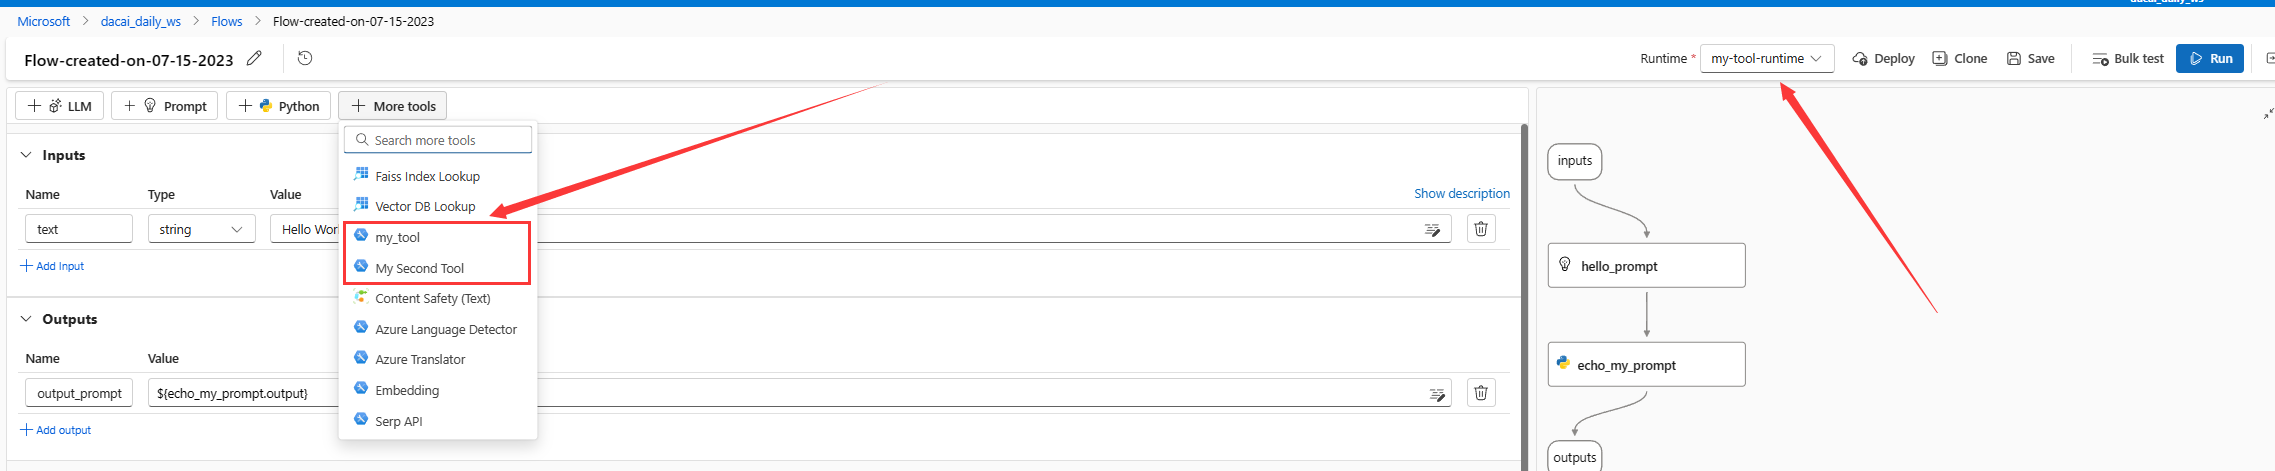 dacai_daily_ws
Microsoft > dacai_daily_ws > Flows > Flow-created-on-07-15-2023
Flow-created-on-07-15-2023
Runtime * my-tool-runtime Deploy Clone Save Bulk test Run
LLM Prompt Python More tools
Search more tools
Faiss Index Lookup
Vector DB Lookup
my_tool
My Second Tool
Content Safety (Text)
Azure Language Detector
Azure Translator
Embedding
Serp API
Inputs
Name Type Value
Show description
text string Hello Wor
Add Input
Outputs
Name Value
output_prompt ${echo_my_prompt.output}
Add output
inputs
hello_prompt
echo_my_prompt
outputs